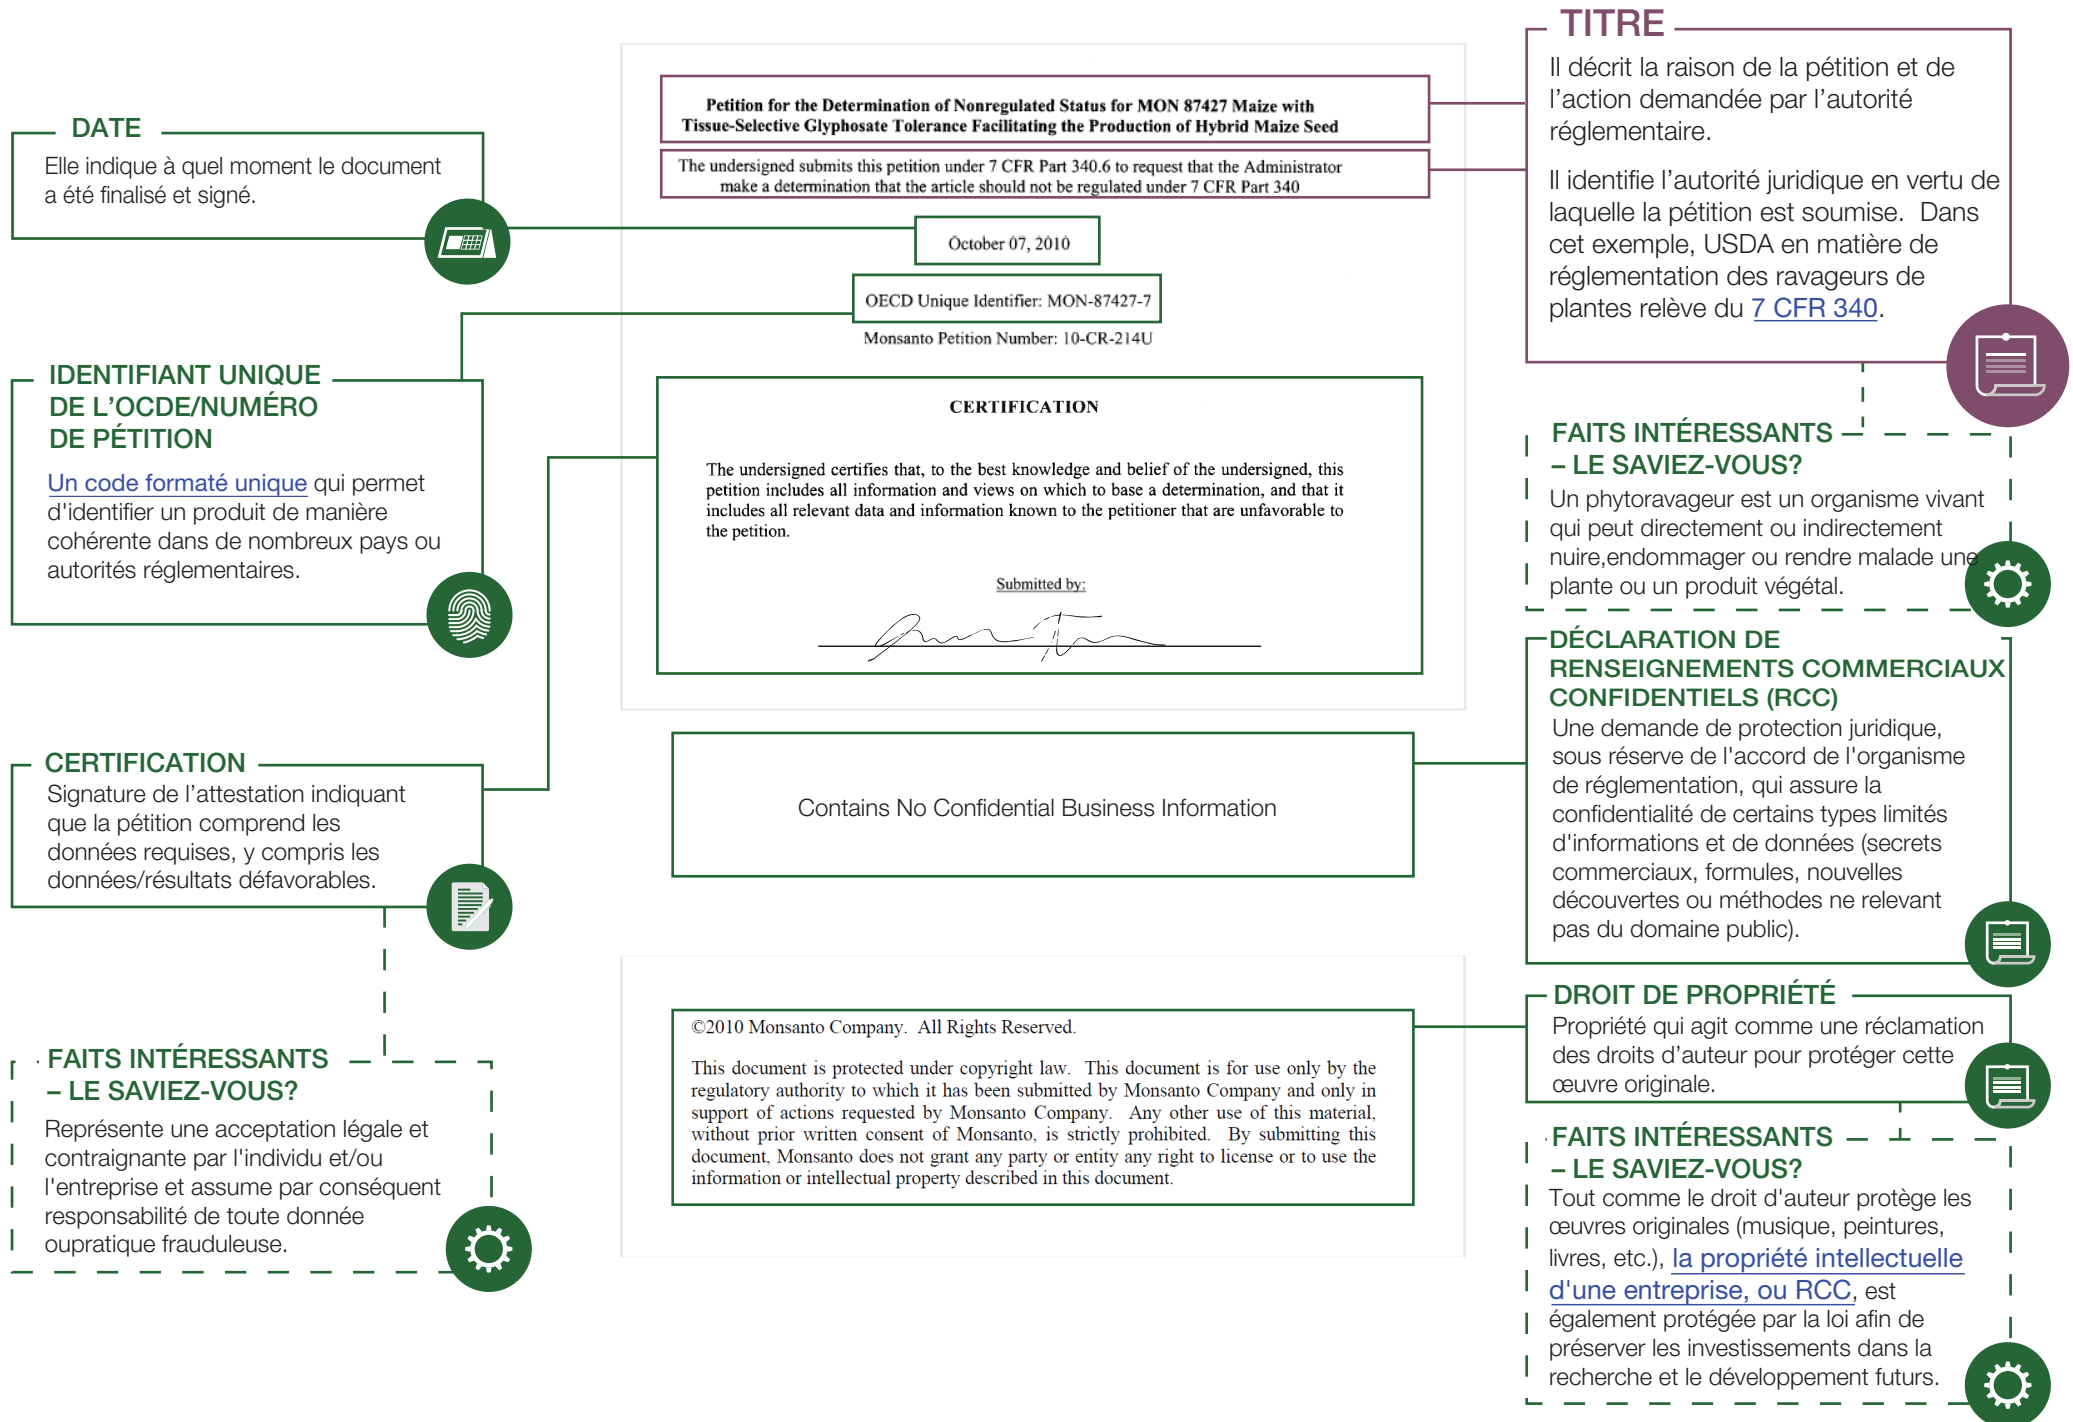 DATE
Elle indique à quel moment le document
a été finalisé et signé.
IDENTIFIANT UNIQUE
DE L’OCDE/NUMÉRO
DE PÉTITION
Un code formaté unique qui permet
d'identifier un produit de manière
cohérente dans de nombreux pays ou
autorités réglementaires.
CERTIFICATION
Signature de l’attestation indiquant
que la pétition comprend les
données requises, y compris les
données/résultats défavorables.
FAITS INTÉRESSANTS
– LE SAVIEZ-VOUS?
Représente une acceptation légale et
contraignante par l'individu et/ou
l'entreprise et assume par conséquent
responsabilité de toute donnée
oupratique frauduleuse.
Petition for the Determination of Nonregulated Status for MON 87427 Maize with
Tissue-Selective Glyphosate Tolerance Facilitating the Production of Hybrid Maize Seed
The undersigned submits this petition under 7 CFR Part 340.6 to request that the Administrator
make a determination that the article should not be regulated under 7 CFR Part 340
October 07, 2010
OECD Unique Identifier: MON-87427-7
Monsanto Petition Number: 10-CR-214U
CERTIFICATION
The undersigned certifies that, to the best knowledge and belief of the undersigned, this
petition includes all information and views on which to base a determination, and that it
includes all relevant data and information known to the petitioner that are unfavorable to
the petition.
Submitted by:
Contains No Confidential Business Information
©2010 Monsanto Company. All Rights Reserved.
This document is protected under copyright law. This document is for use only by the
regulatory authority to which it has been submitted by Monsanto Company and only in
support of actions requested by Monsanto Company. Any other use of this material,
without prior written consent of Monsanto, is strictly prohibited. By submitting this
document, Monsanto does not grant any party or entity any right to license or to use the
information or intellectual property described in this document.
TITRE
Il décrit la raison de la pétition et de
l’action demandée par l’autorité
réglementaire.
Il identifie l’autorité juridique en vertu de
laquelle la pétition est soumise. Dans
cet exemple, USDA en matière de
réglementation des ravageurs de
plantes relève du 7 CFR 340.
FAITS INTÉRESSANTS
– LE SAVIEZ-VOUS?
Un phytoravageur est un organisme vivant
qui peut directement ou indirectement
nuire,endommager ou rendre malade une
plante ou un produit végétal.
DÉCLARATION DE
RENSEIGNEMENTS COMMERCIAUX
CONFIDENTIELS (RCC)
Une demande de protection juridique,
sous réserve de l'accord de l'organisme
de réglementation, qui assure la
confidentialité de certains types limités
d'informations et de données (secrets
commerciaux, formules, nouvelles
découvertes ou méthodes ne relevant
pas du domaine public).
DROIT DE PROPRIÉTÉ
Propriété qui agit comme une réclamation
des droits d’auteur pour protéger cette
œuvre originale.
FAITS INTÉRESSANTS
– LE SAVIEZ-VOUS?
Tout comme le droit d'auteur protège les
œuvres originales (musique, peintures,
livres, etc.), la propriété intellectuelle
d'une entreprise, ou RCC, est
également protégée par la loi afin de
préserver les investissements dans la
recherche et le développement futurs.